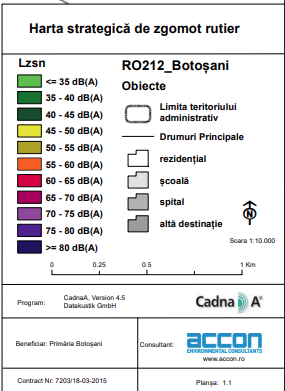 Harta strategică de zgomot rutier
Lzsn
<= 35 dB(A)
35 - 40 dB(A)
40 - 45 dB(A)
45 - 50 dB(A)
50 - 55 dB(A)
55 - 60 dB(A)
60 - 65 dB(A)
65 - 70 dB(A)
70 - 75 dB(A)
75 - 80 dB(A)
>= 80 dB(A)
RO212_Botoșani
Obiecte
Limita teritoriului
administrativ
Drumuri Principale
rezidențial
școală
spital
altă destinație
N
Scara 1:10.000
0 0.25 0.5 1 Km
Program: CadnaA, Version 4.5
Datakustik GmbH
Cadna A®
Beneficiar: Primăria Botoșani
Consultant:
accon
ENVIRONMENTAL CONSULTANTS
www.accon.ro
Contract Nr: 7203/18-03-2015
Planșa: 1.1